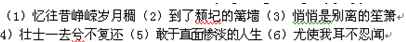 （1）忆往昔峥嵘岁月稠（2）到了颓圮的篱墙（3）悄悄是别离的笙箫
4）壮士一去兮不复还（5）敢于直面惨淡的人生（6）尤使我耳不忍闻